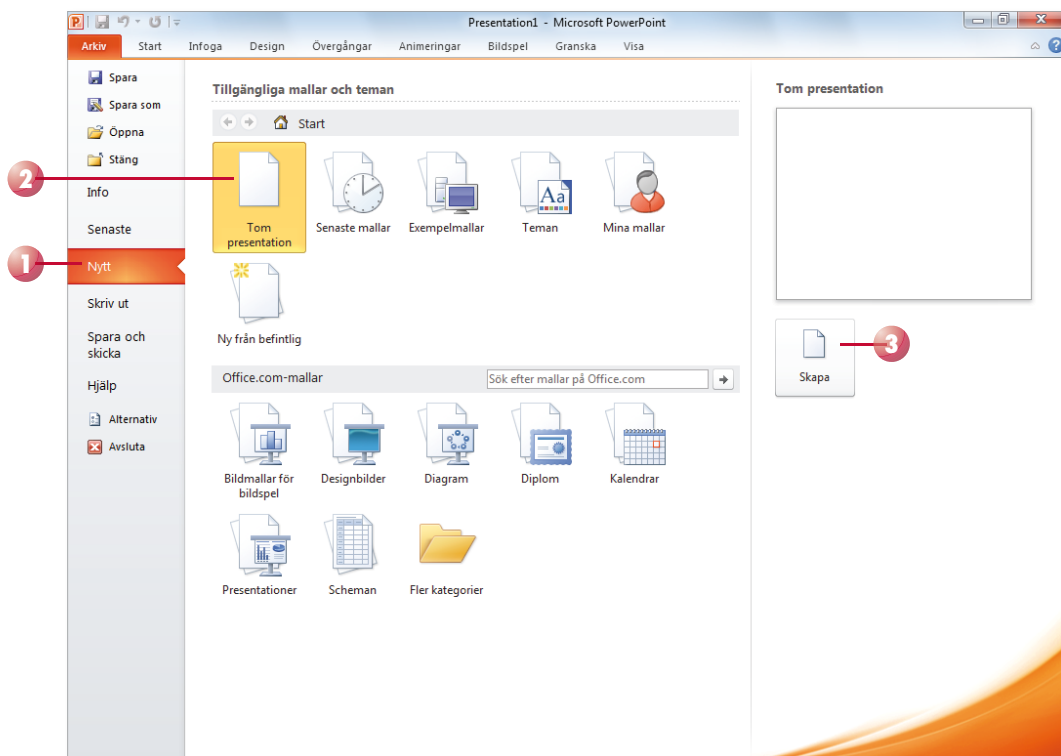 Presentation1 - Microsoft PowerPoint
Arkiv Start Infoga Design Övergångar Animeringar Bildspel Granska Visa
Spara
Spara som
Öppna
Stäng
Info
Senaste
Nytt
Skriv ut
Spara och
skicka
Hjälp
Alternativ
Avsluta
Tillgängliga mallar och teman
Start
Tom
presentation
Senaste mallar
Exempelmallar
Aa
Teman
Mina mallar
Ny från befintlig
Office.com-mallar
Sök efter mallar på Office.com
Bildmallar för
bildspel
Designbilder
Diagram
Diplom
Kalendrar
Presentationer
Scheman
Fler kategorier
Tom presentation
Skapa
1
2
3